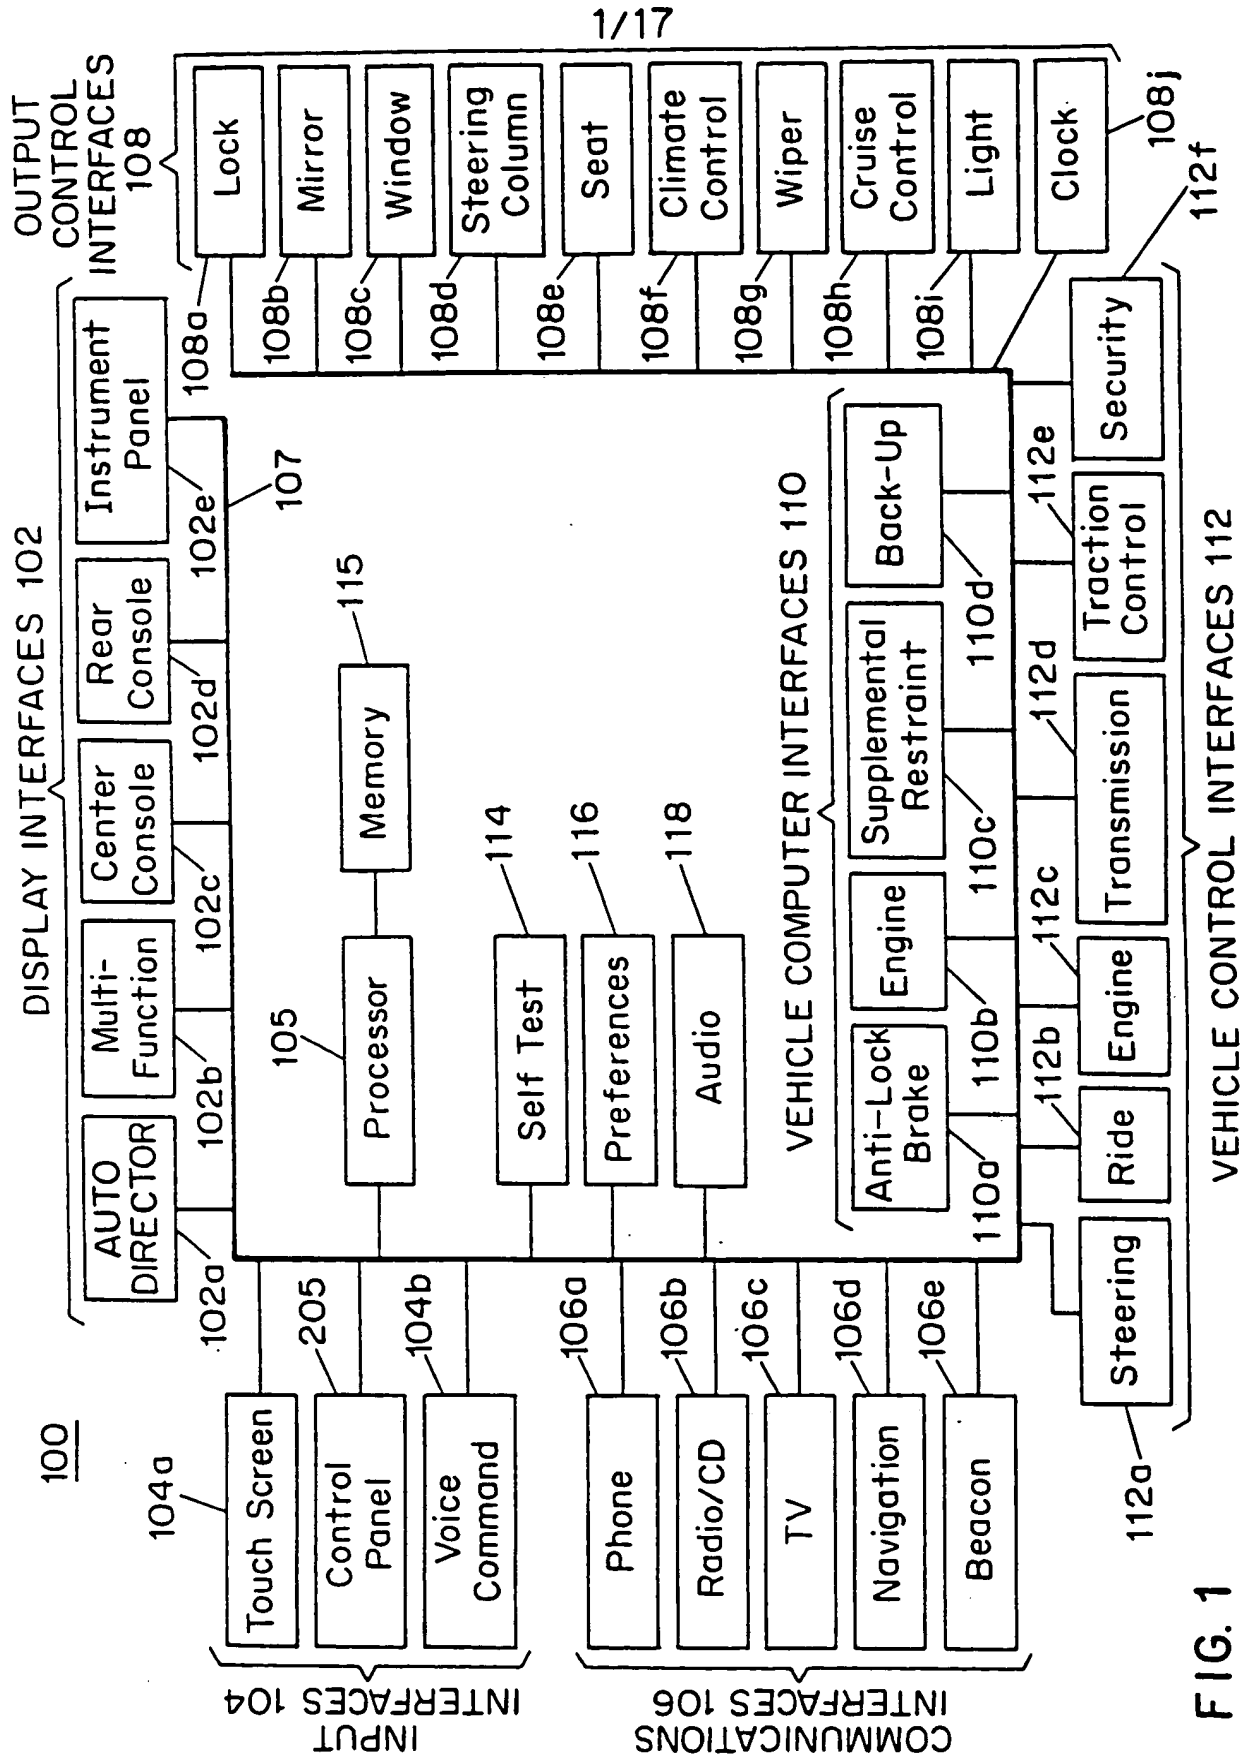 1/17
100
DISPLAY INTERFACES 102
AUTO
DIRECTOR
102a
Multi-
Function
102b
Center
Console
102c
Rear
Console
102d
Instrument
Panel
102e
107
OUTPUT
CONTROL
INTERFACES
108
Lock
108a
Mirror
108b
Window
108c
Steering
Column
108d
Seat
108e
Climate
Control
108f
Wiper
108g
Cruise
Control
108h
Light
108i
Clock
108j
INPUT
INTERFACES 104
104a
Touch Screen
Control
Panel
205
Voice
Command
104b
COMMUNICATIONS
INTERFACES 106
Phone
106a
Radio/CD
106b
TV
106c
Navigation
106d
Beacon
106e
105
Processor
Memory
115
Self Test
114
Preferences
116
Audio
118
VEHICLE COMPUTER INTERFACES 110
Anti-Lock
Brake
110a
Engine
110b
Supplemental
Restraint
110c
Back-Up
110d
Steering
112a
Ride
112b
Engine
112c
Transmission
112d
Traction
Control
112e
Security
112f
VEHICLE CONTROL INTERFACES 112
FIG. 1